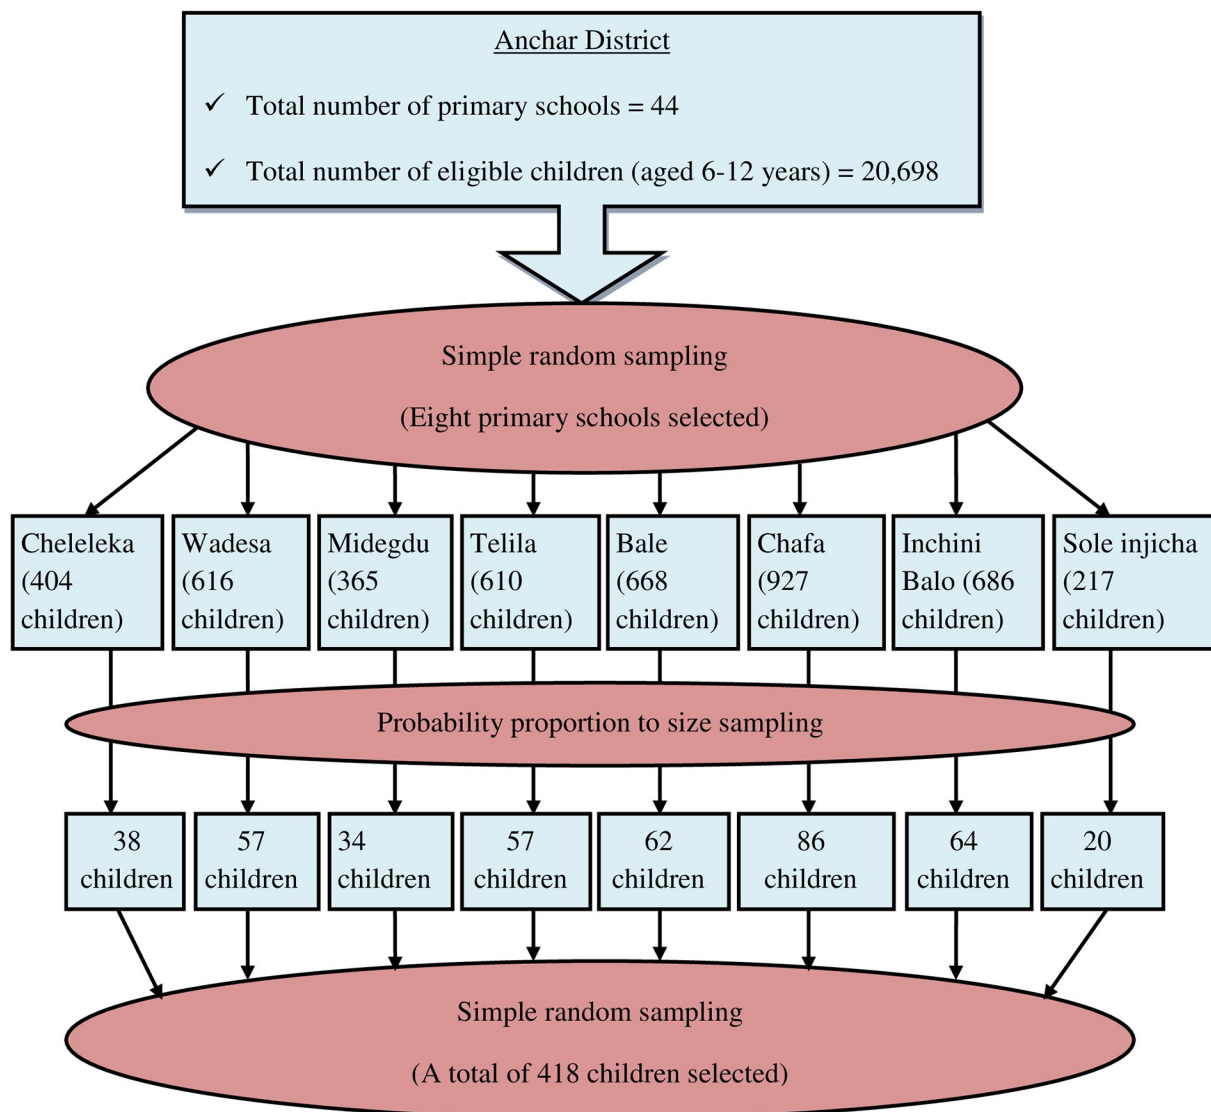 Anchar District
✓ Total number of primary schools = 44
✓ Total number of eligible children (aged 6-12 years) = 20,698
Simple random sampling
(Eight primary schools selected)
Cheleleka
(404
children)
Wadesa
(616
children)
Midegdu
(365
children)
Telila
(610
children)
Bale
(668
children)
Chafa
(927
children)
Inchini
Balo (686
children)
Sole injicha
(217
children)
Probability proportion to size sampling
38
children
57
children
34
children
57
children
62
children
86
children
64
children
20
children
Simple random sampling
(A total of 418 children selected)